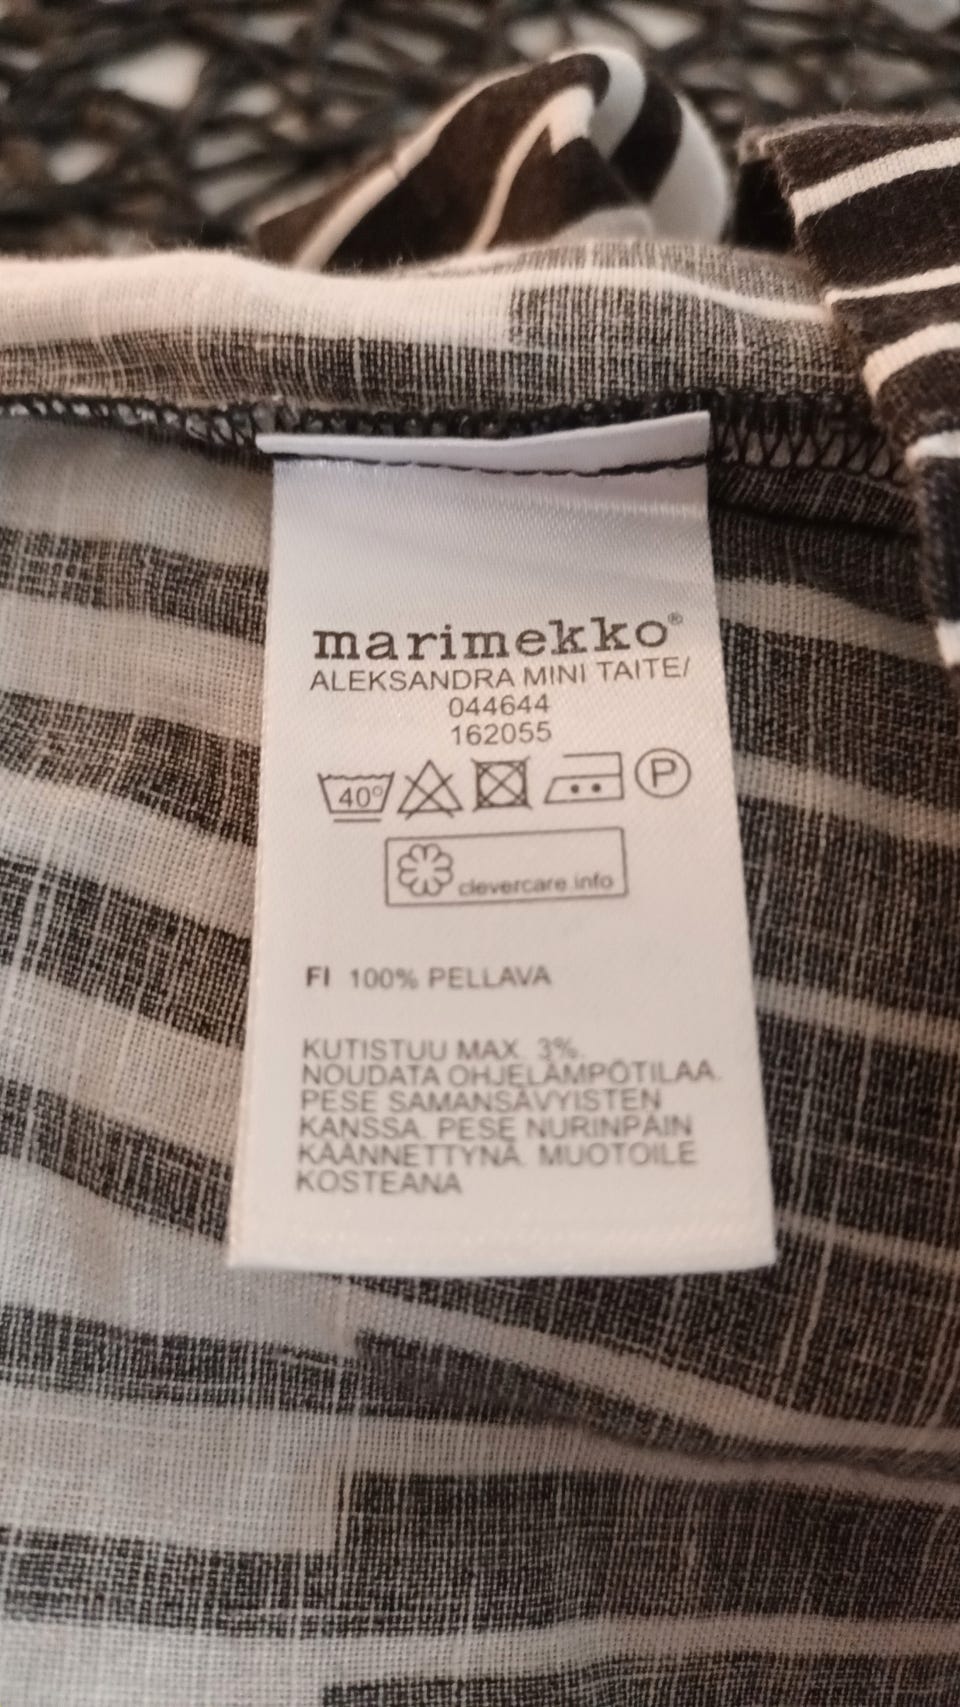 marimekko®
ALEKSANDRA MINI TAITE/
044644
162055
40° P
clevercare.info
FI 100% PELLAVA
KUTISTUU MAX. 3%.
NOUDATA OHJELÄMPÖTILAA.
PESE SAMANSÄVYISTEN
KANSSA. PESE NURINPÄIN
KÄÄNNETTYNÄ. MUOTOILE
KOSTEANA